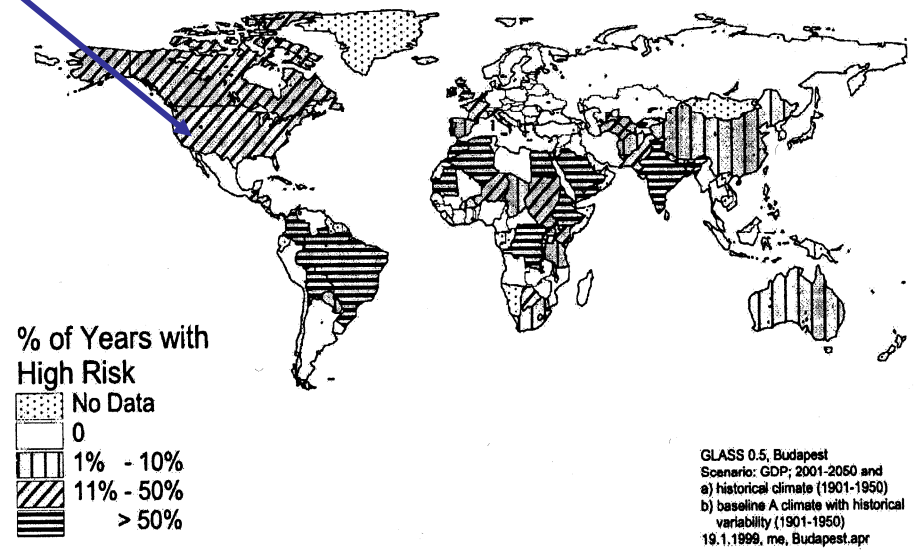 % of Years with
High Risk
No Data
0
1% - 10%
11% - 50%
> 50%
GLASS 0.5, Budapest
Scenario: GDP; 2001-2050 and
a) historical climate (1901-1950)
b) baseline A climate with historical
variability (1901-1950)
19.1.1999, me, Budapest.apr